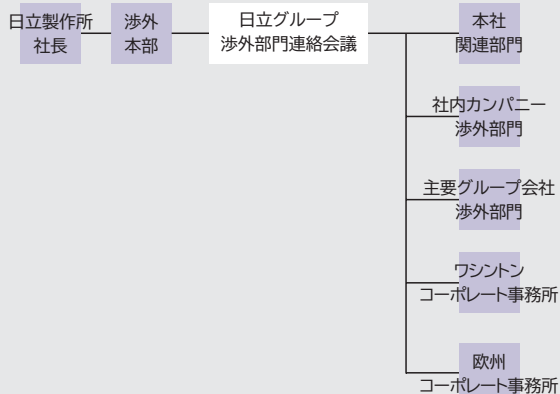 日立製作所
社長
渉外
本部
日立グループ
渉外部門連絡会議
本社
関連部門
社内カンパニー
渉外部門
主要グループ会社
渉外部門
ワシントン
コーポレート事務所
欧州
コーポレート事務所